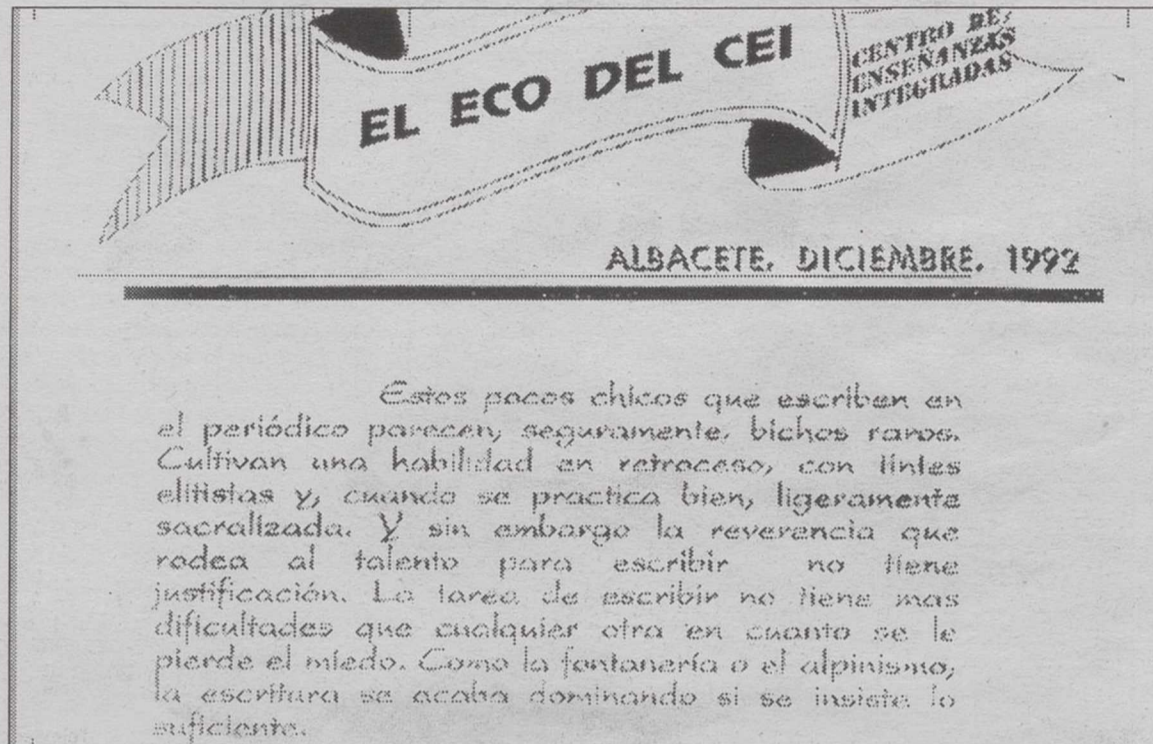 EL ECO DEL CEI
CENTRO DE
ENSEÑANZAS
INTEGRADAS
ALBACETE, DICIEMBRE, 1992
Estos pocos chicos que escriben en
el periódico parecen, seguramente, bichos raros.
Cultivan una habilidad en retroceso, con tintes
elitistas y, cuando se practica bien, ligeramente
sacralizada. Y sin embargo la reverencia que
rodea al talento para escribir no tiene
justificación. La tarea de escribir no tiene mas
dificultades que cualquier otra en cuanto se le
pierde el miedo. Como la fontanería o el alpinismo,
la escritura se acaba dominando si se insiste lo
suficiente.